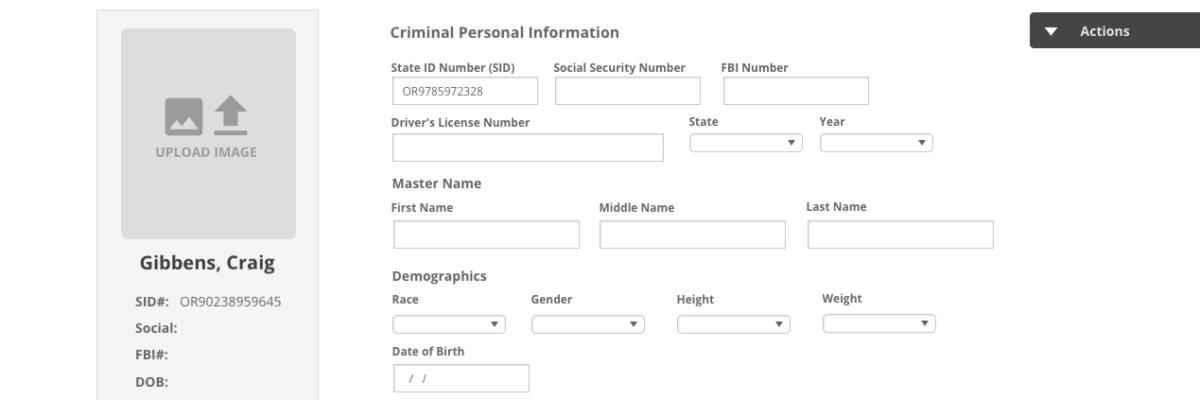 UPLOAD IMAGE
Gibbens, Craig
SID#: OR90238959645
Social:
FBI#:
DOB:
Criminal Personal Information
State ID Number (SID) Social Security Number FBI Number
OR9785972328
Driver's License Number State Year
Master Name
First Name Middle Name Last Name
Demographics
Race Gender Height Weight
Date of Birth
/ /
Actions